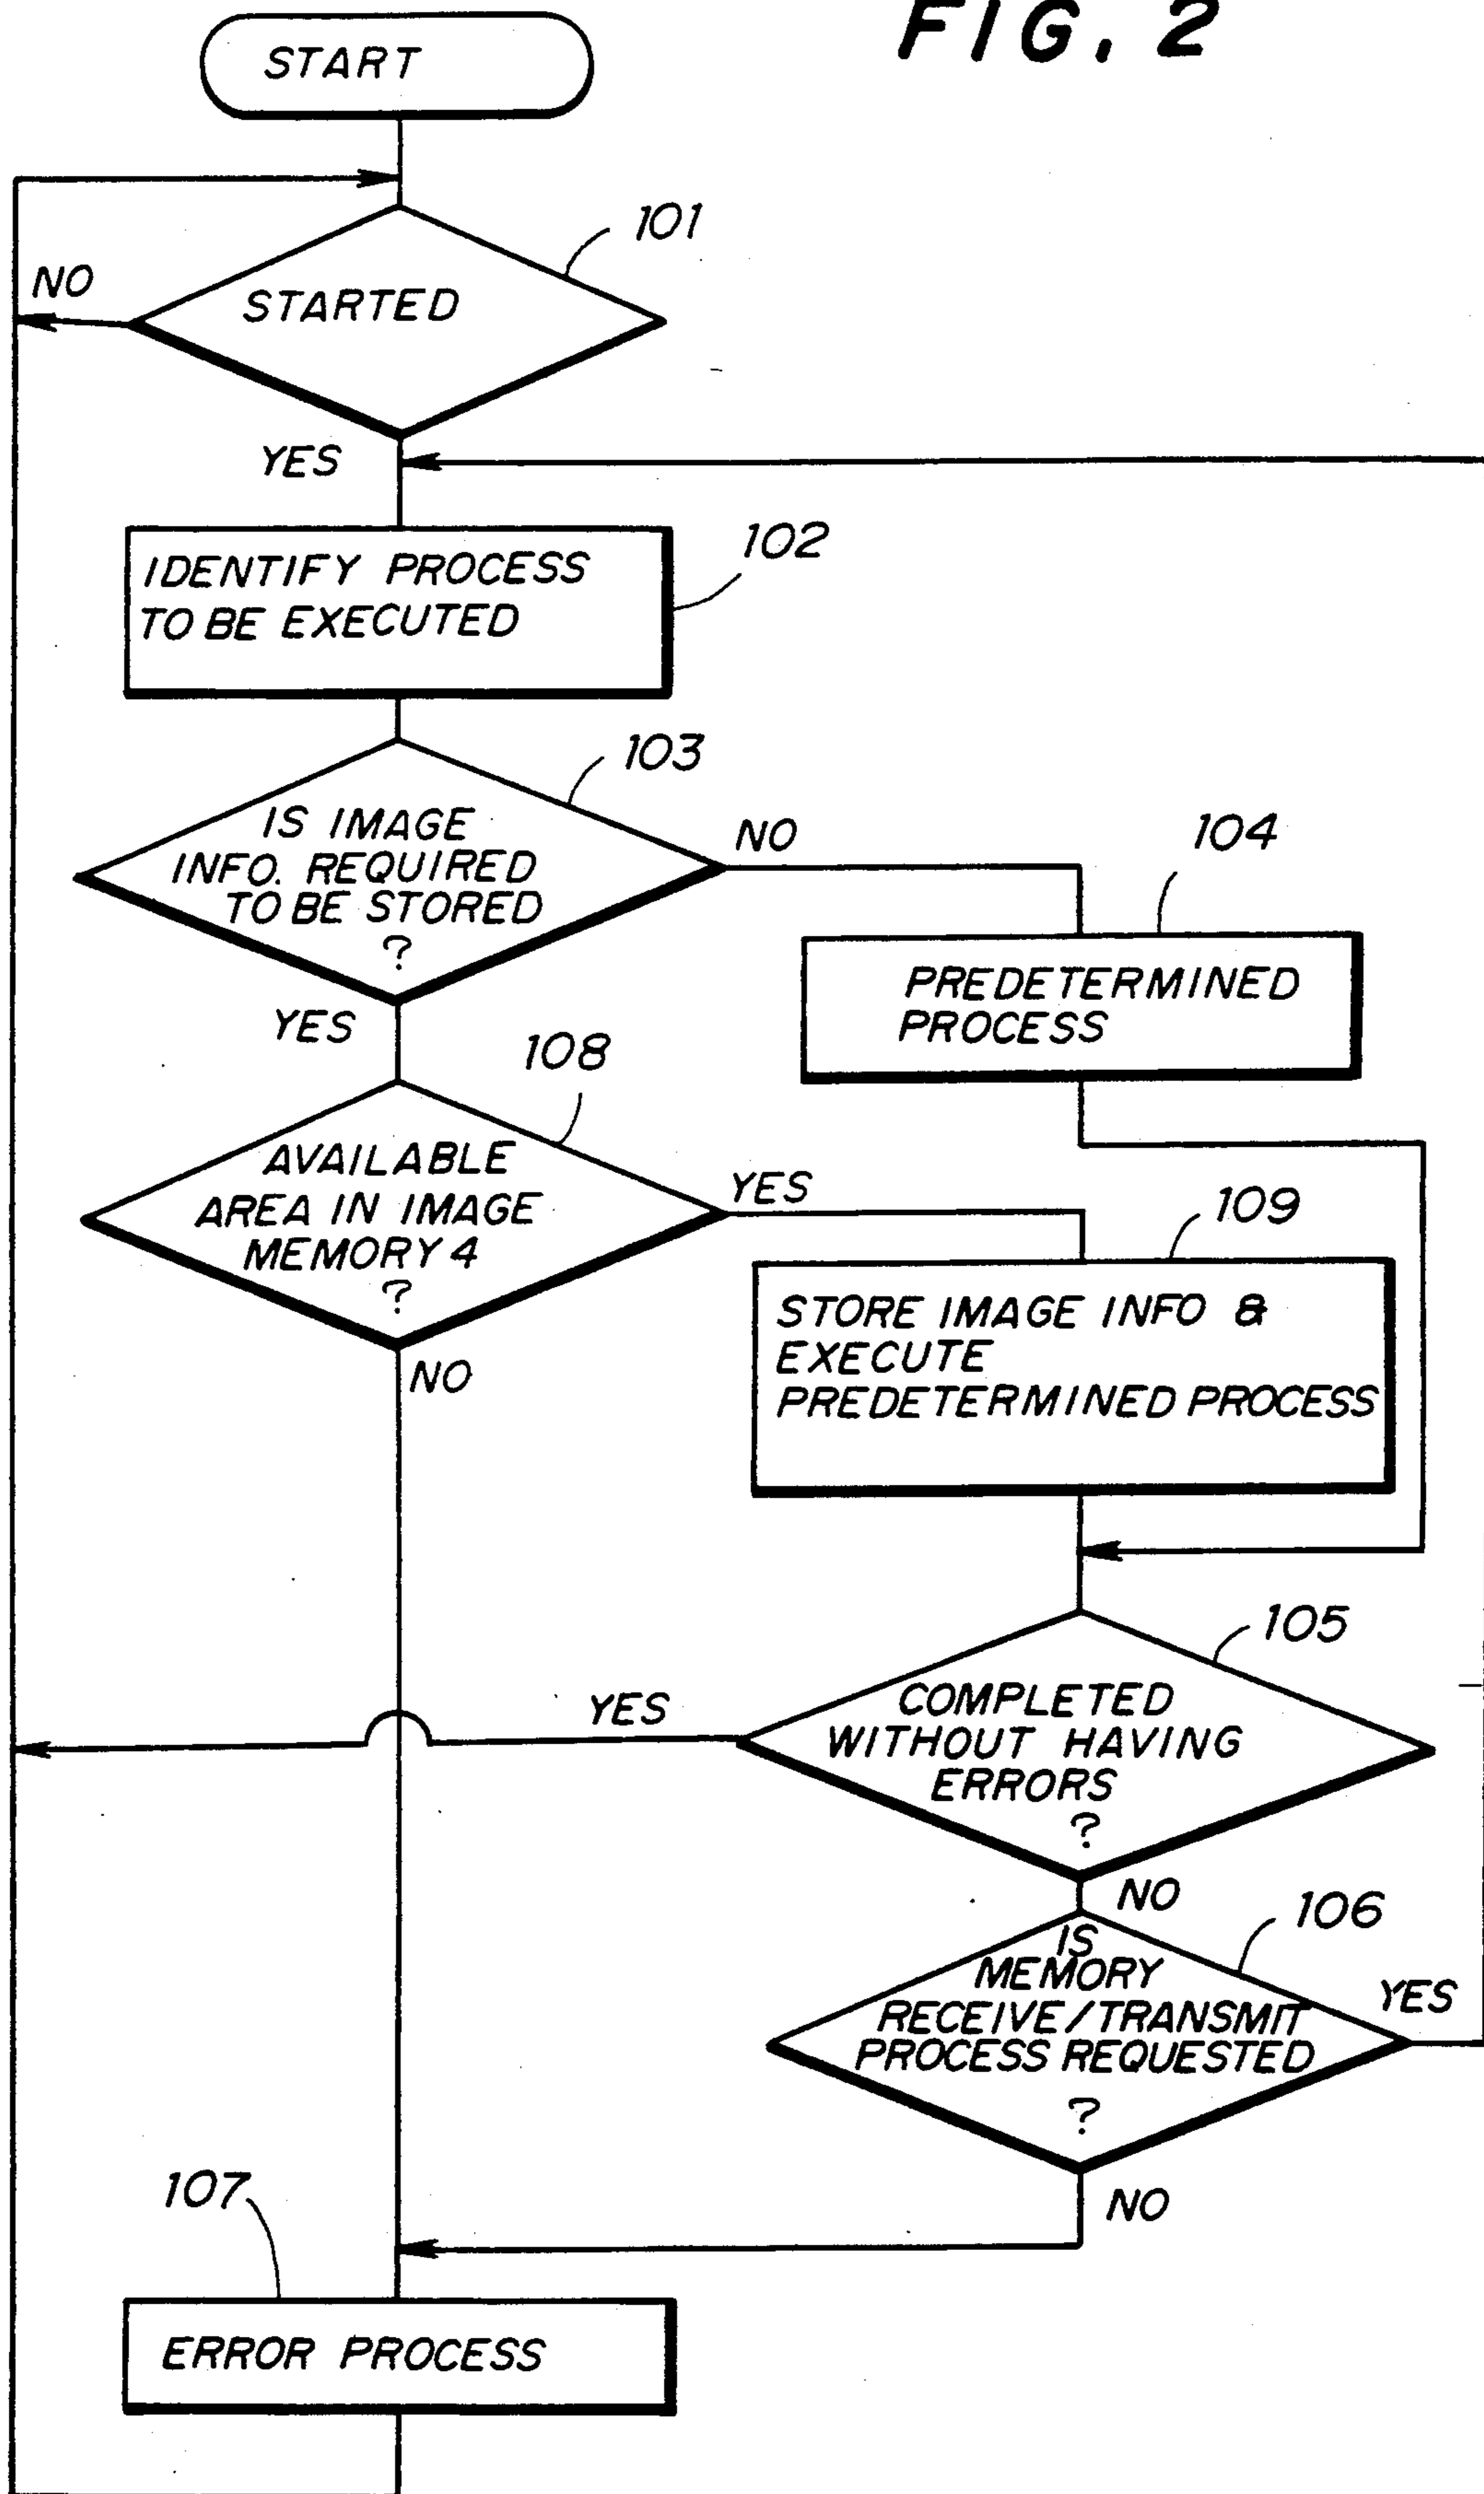 FIG. 2
START
101
NO
STARTED
YES
102
IDENTIFY PROCESS
TO BE EXECUTED
103
IS IMAGE
INFO. REQUIRED
TO BE STORED
?
NO
104
PREDETERMINED
PROCESS
YES
108
AVAILABLE
AREA IN IMAGE
MEMORY 4
?
YES
109
STORE IMAGE INFO &
EXECUTE
PREDETERMINED PROCESS
NO
105
COMPLETED
WITHOUT HAVING
ERRORS
?
YES
NO
106
IS
MEMORY
RECEIVE/TRANSMIT
PROCESS REQUESTED
?
YES
NO
107
ERROR PROCESS